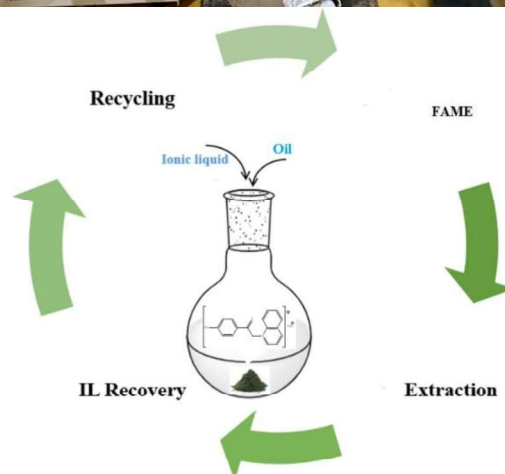 Recycling
FAME
Oil
Ionic liquid
IL Recovery
Extraction